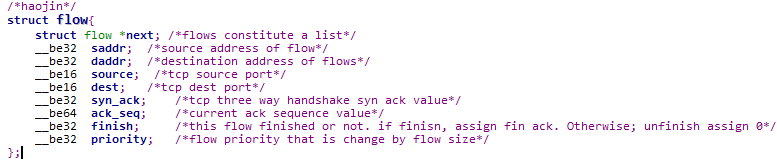 /*haojin*/
struct flow{
    struct flow *next; /*flows constitute a list*/
    __be32  saddr;  /*source address of flow*/
    __be32  daddr;  /*destination address of flows*/
    __be16  source;  /*tcp source port*/
    __be16  dest;  /*tcp dest port*/
    __be32  syn_ack;    /*tcp three way handshake syn ack value*/
    __be64  ack_seq;    /*current ack sequence value*/
    __be32  finish;    /*this flow finished or not. if finisn, assign fin ack. Otherwise; unfinish assign 0*/
    __be32  priority;   /*flow priority that is change by flow size*/
};